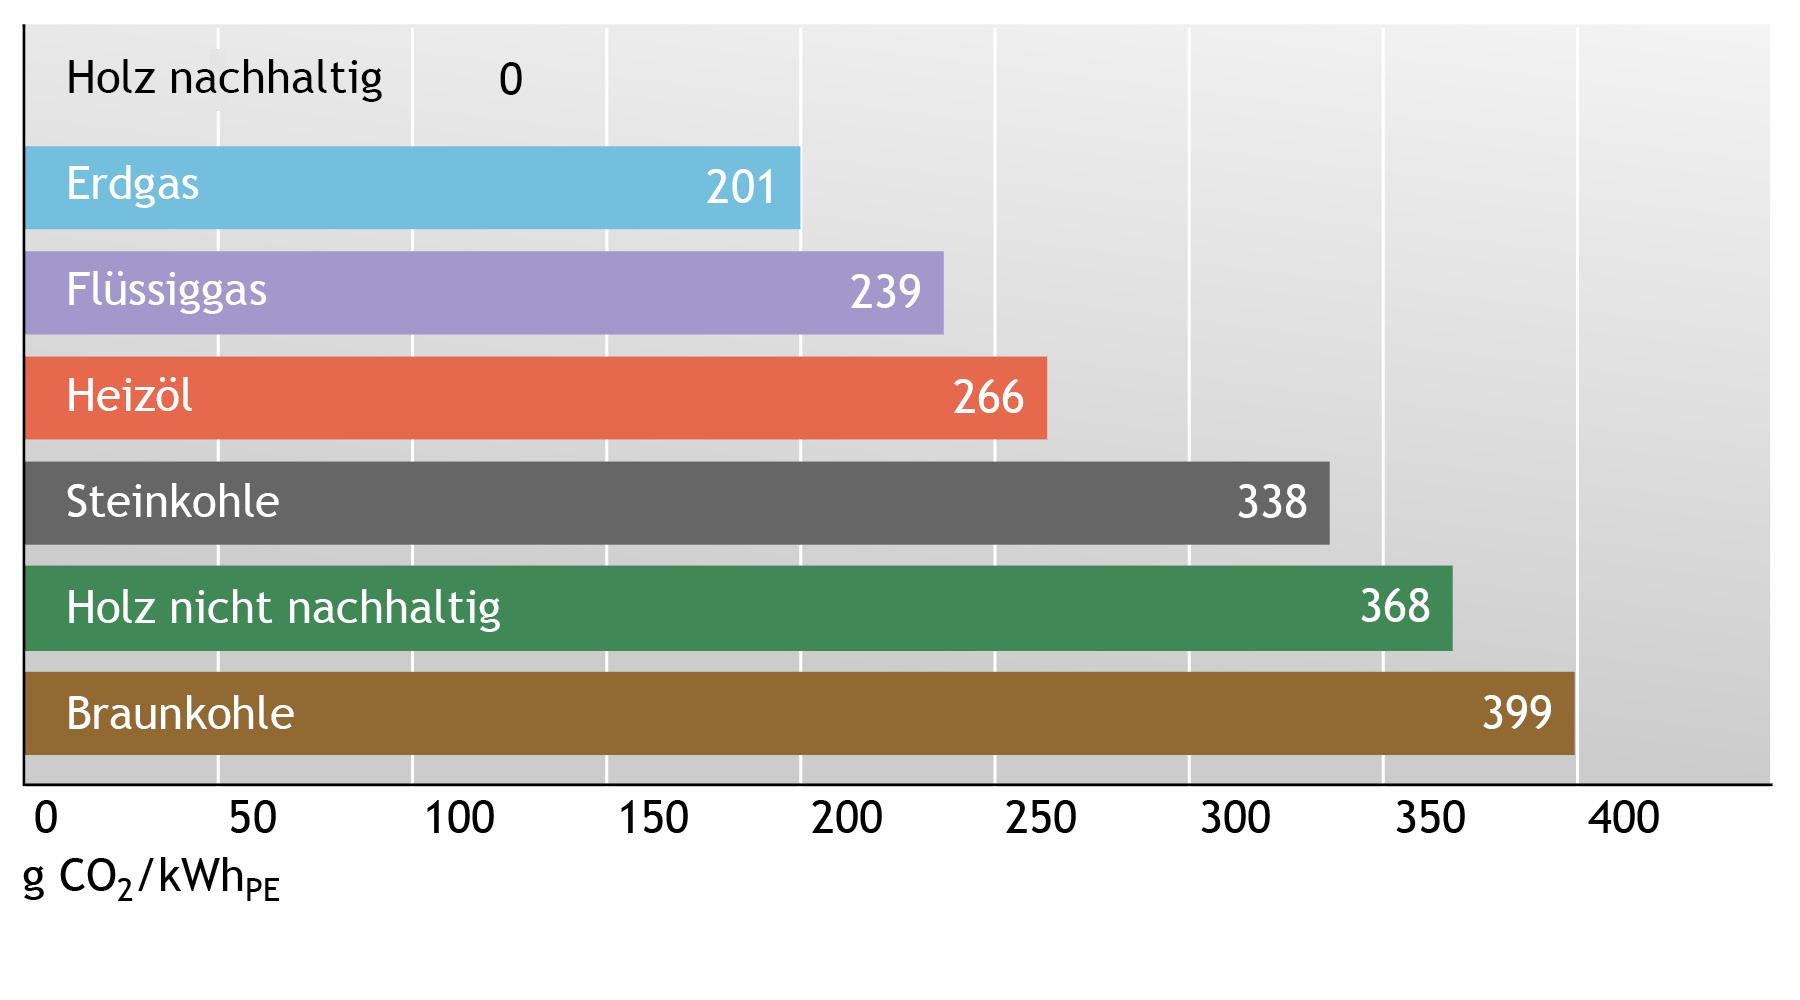 Holz nachhaltig 0
Erdgas 201
Flüssiggas 239
Heizöl 266
Steinkohle 338
Holz nicht nachhaltig 368
Braunkohle 399
0 50 100 150 200 250 300 350 400
g CO₂/kWhPE